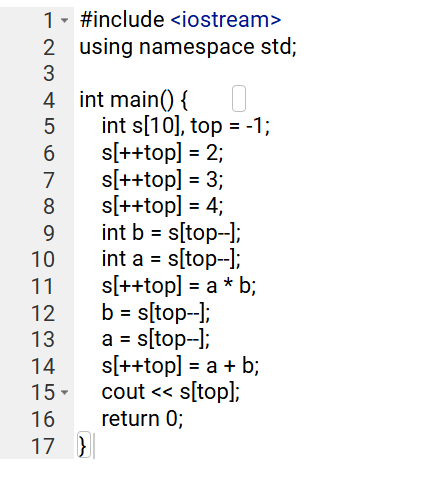 1 #include <iostream>
2 using namespace std;
3
4 int main() {
5 int s[10], top = -1;
6 s[++top] = 2;
7 s[++top] = 3;
8 s[++top] = 4;
9 int b = s[top--];
10 int a = s[top--];
11 s[++top] = a * b;
12 b = s[top--];
13 a = s[top--];
14 s[++top] = a + b;
15 cout << s[top];
16 return 0;
17 }